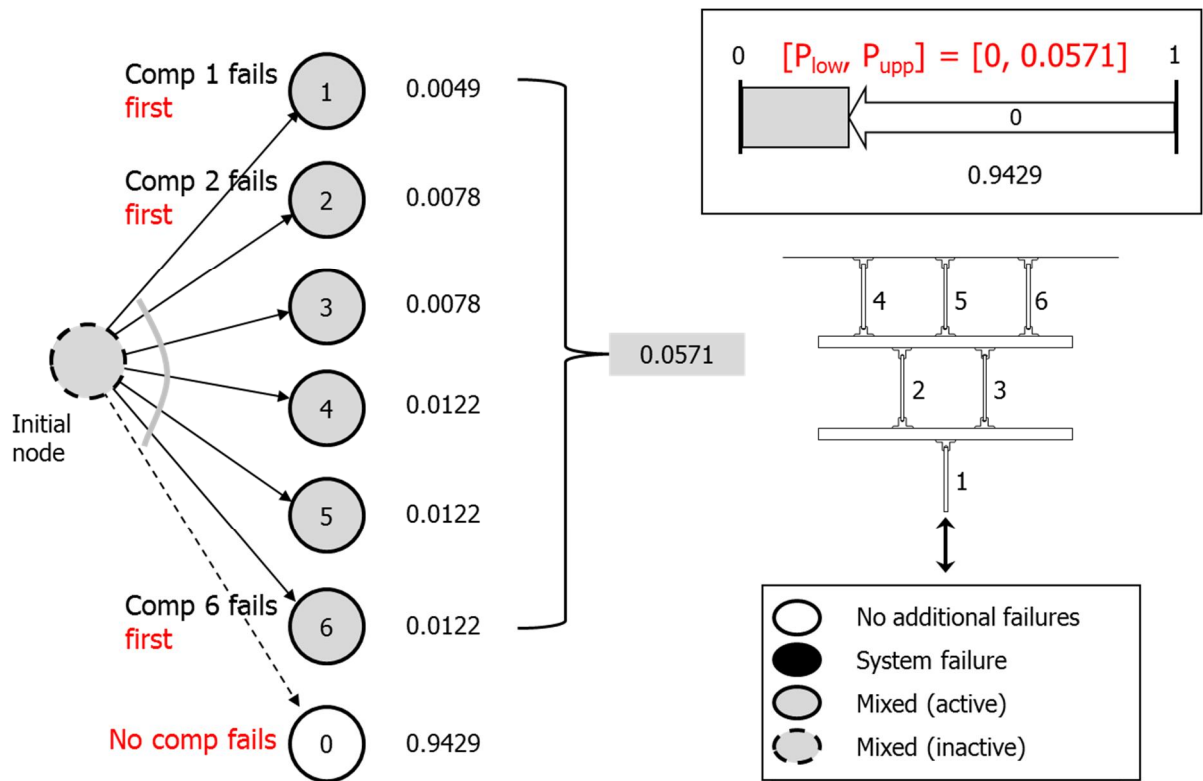 Comp 1 fails
first
1
0.0049
Comp 2 fails
first
2
0.0078
3
0.0078
4
0.0122
5
0.0122
Comp 6 fails
first
6
0.0122
No comp fails
0
0.9429
Initial
node
0.0571
0
[Plow, Pupp] = [0, 0.0571]
1
0
0.9429
4
5
6
2
3
1
No additional failures
System failure
Mixed (active)
Mixed (inactive)